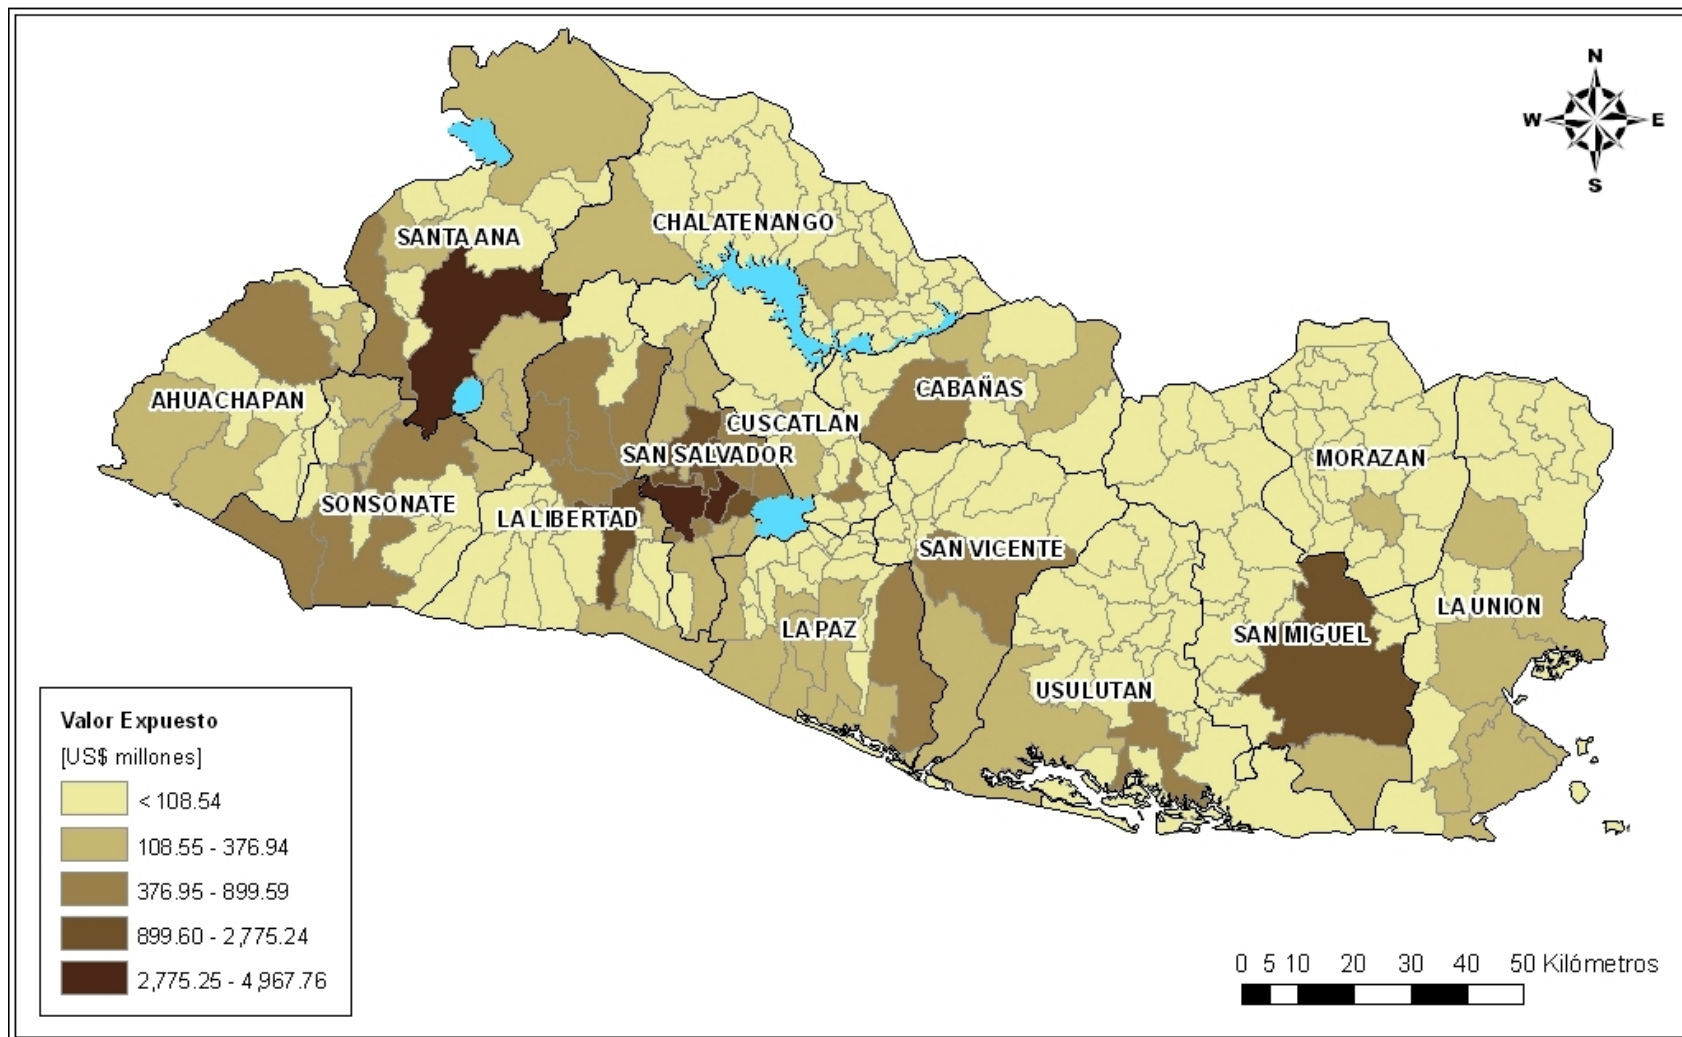 N
W
E
S
CHALATENANGO
SANTA ANA
CABAÑAS
AHUACHAPAN
CUSCATLAN
SAN SALVADOR
MORAZAN
SONSONATE
LA LIBERTAD
SAN VICENTE
LA UNION
LA PAZ
SAN MIGUEL
USULUTAN
Valor Expuesto
[US$ millones]
< 108.54
108.55 - 376.94
376.95 - 899.59
899.60 - 2,775.24
2,775.25 - 4,967.76
0 5 10 20 30 40 50 Kilómetros